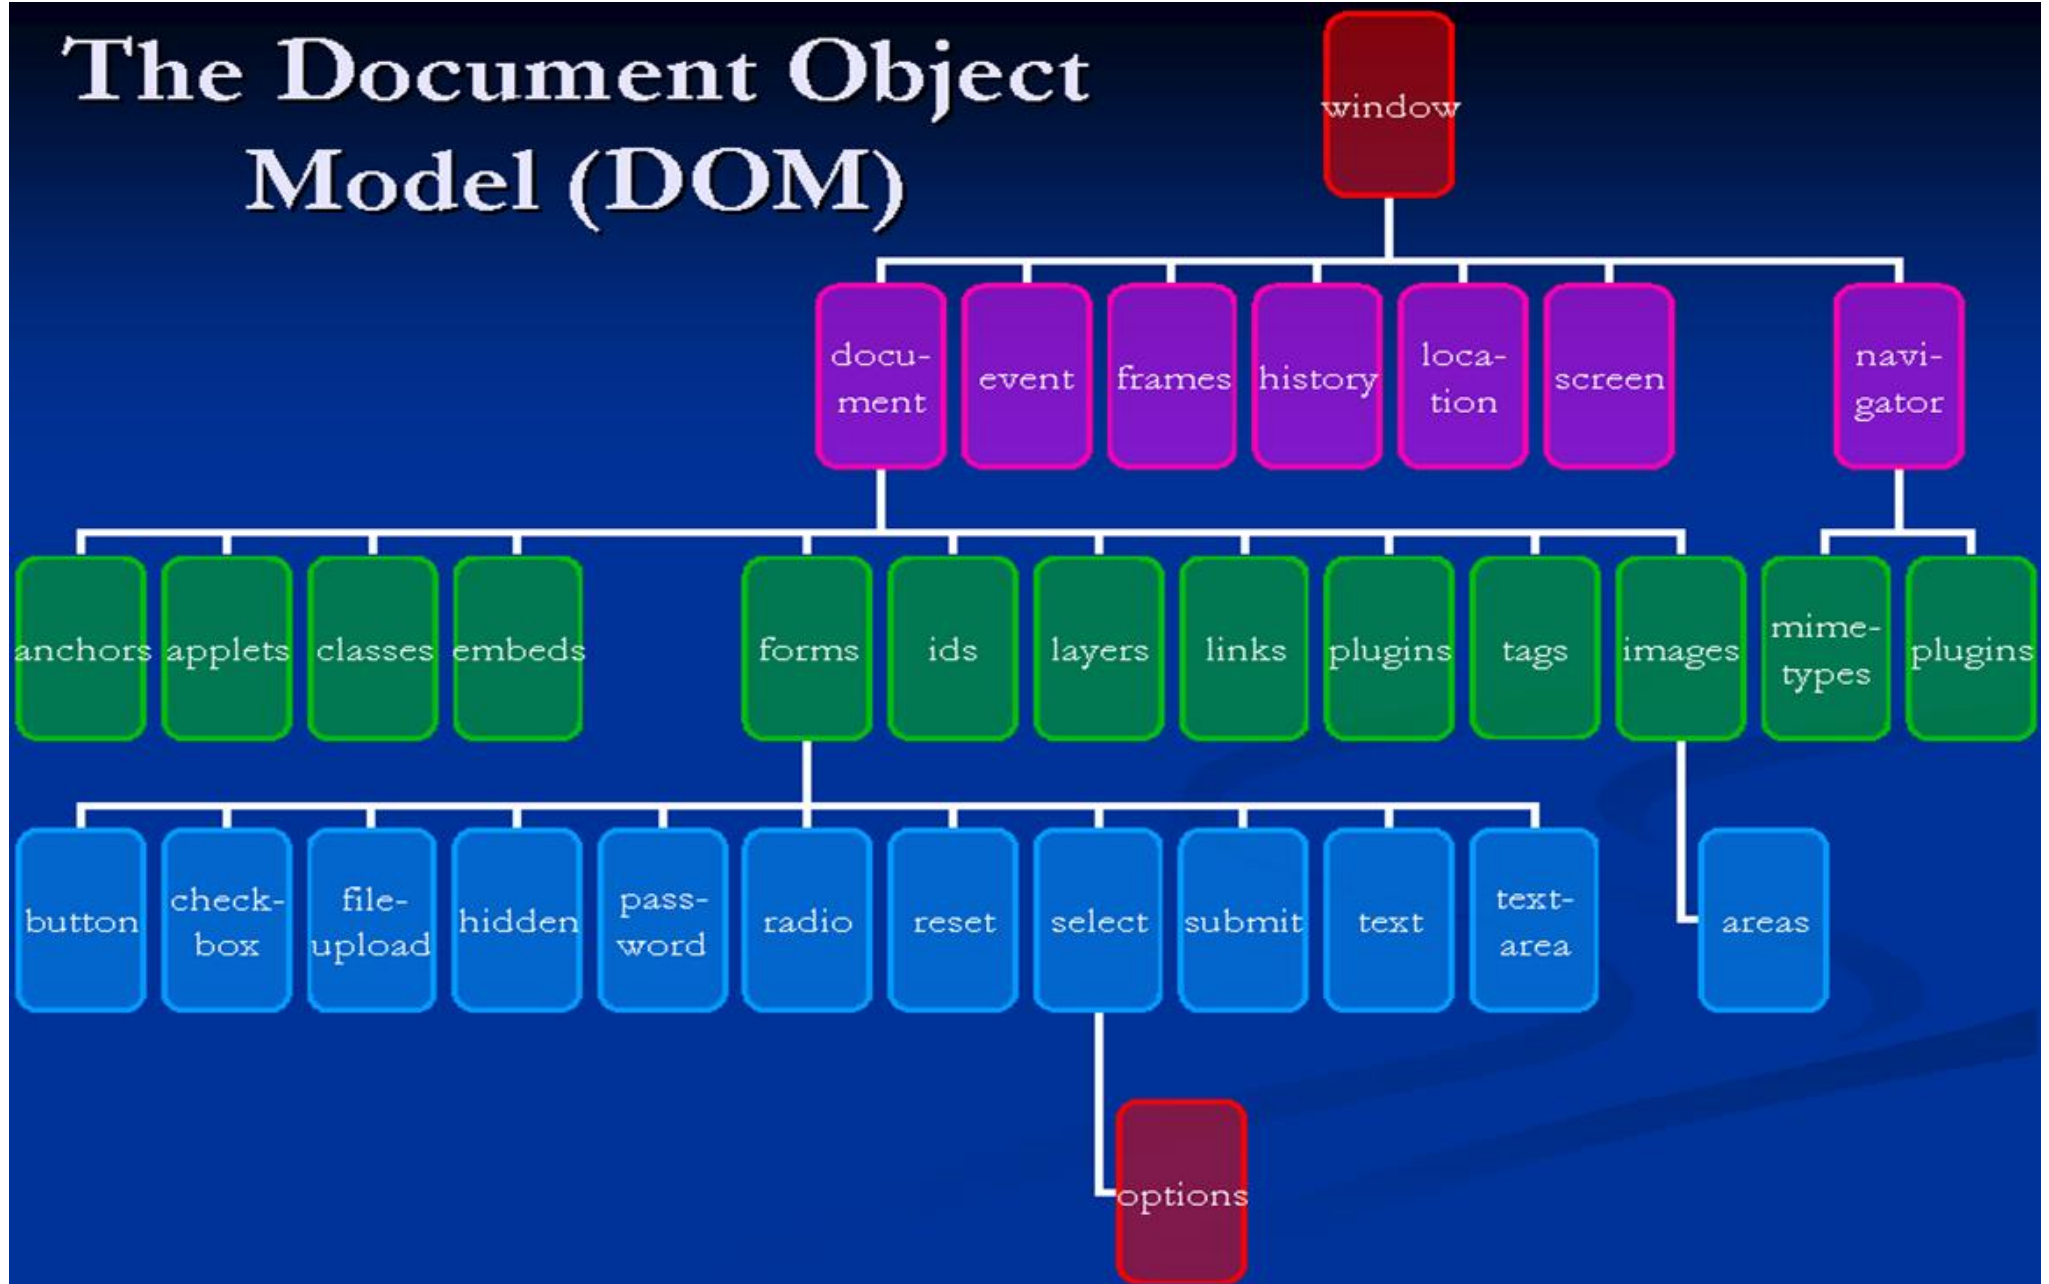 The Document Object
Model (DOM)
window
docu-
ment
event
frames
history
loca-
tion
screen
navi-
gator
anchors
applets
classes
embeds
forms
ids
layers
links
plugins
tags
images
mime-
types
plugins
button
check-
box
file-
upload
hidden
pass-
word
radio
reset
select
submit
text
text-
area
areas
options